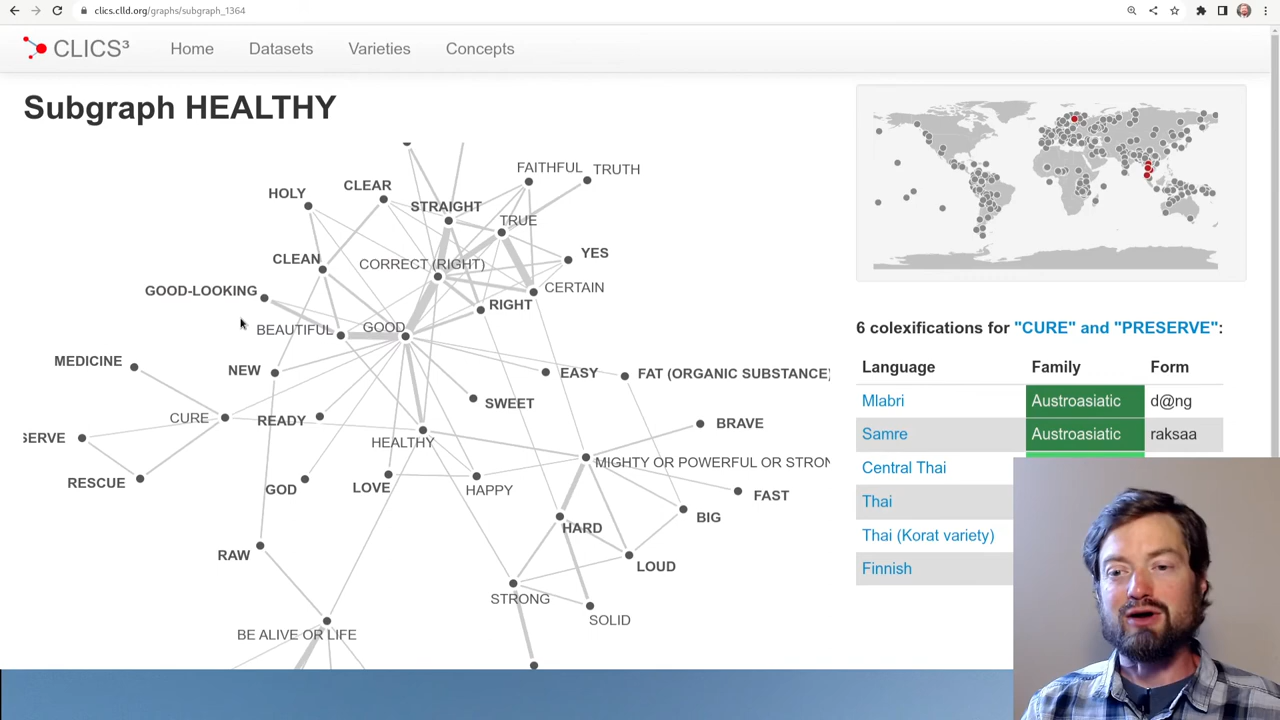 clics.clld.org/graphs/subgraph_1364
CLICS³ Home Datasets Varieties Concepts
Subgraph HEALTHY
FAITHFUL
TRUTH
HOLY
CLEAR
STRAIGHT
TRUE
CLEAN
CORRECT (RIGHT)
YES
GOOD-LOOKING
CERTAIN
RIGHT
BEAUTIFUL
GOOD
MEDICINE
NEW
EASY
FAT (ORGANIC SUBSTANCE)
SWEET
CURE
READY
BRAVE
SERVE
HEALTHY
MIGHTY OR POWERFUL OR STRON
RESCUE
GOD
LOVE
HAPPY
FAST
BIG
HARD
RAW
LOUD
STRONG
SOLID
BE ALIVE OR LIFE
6 colexifications for "CURE" and "PRESERVE":
Language Family Form
Mlabri Austroasiatic d@ng
Samre Austroasiatic raksaa
Central Thai
Thai
Thai (Korat variety)
Finnish